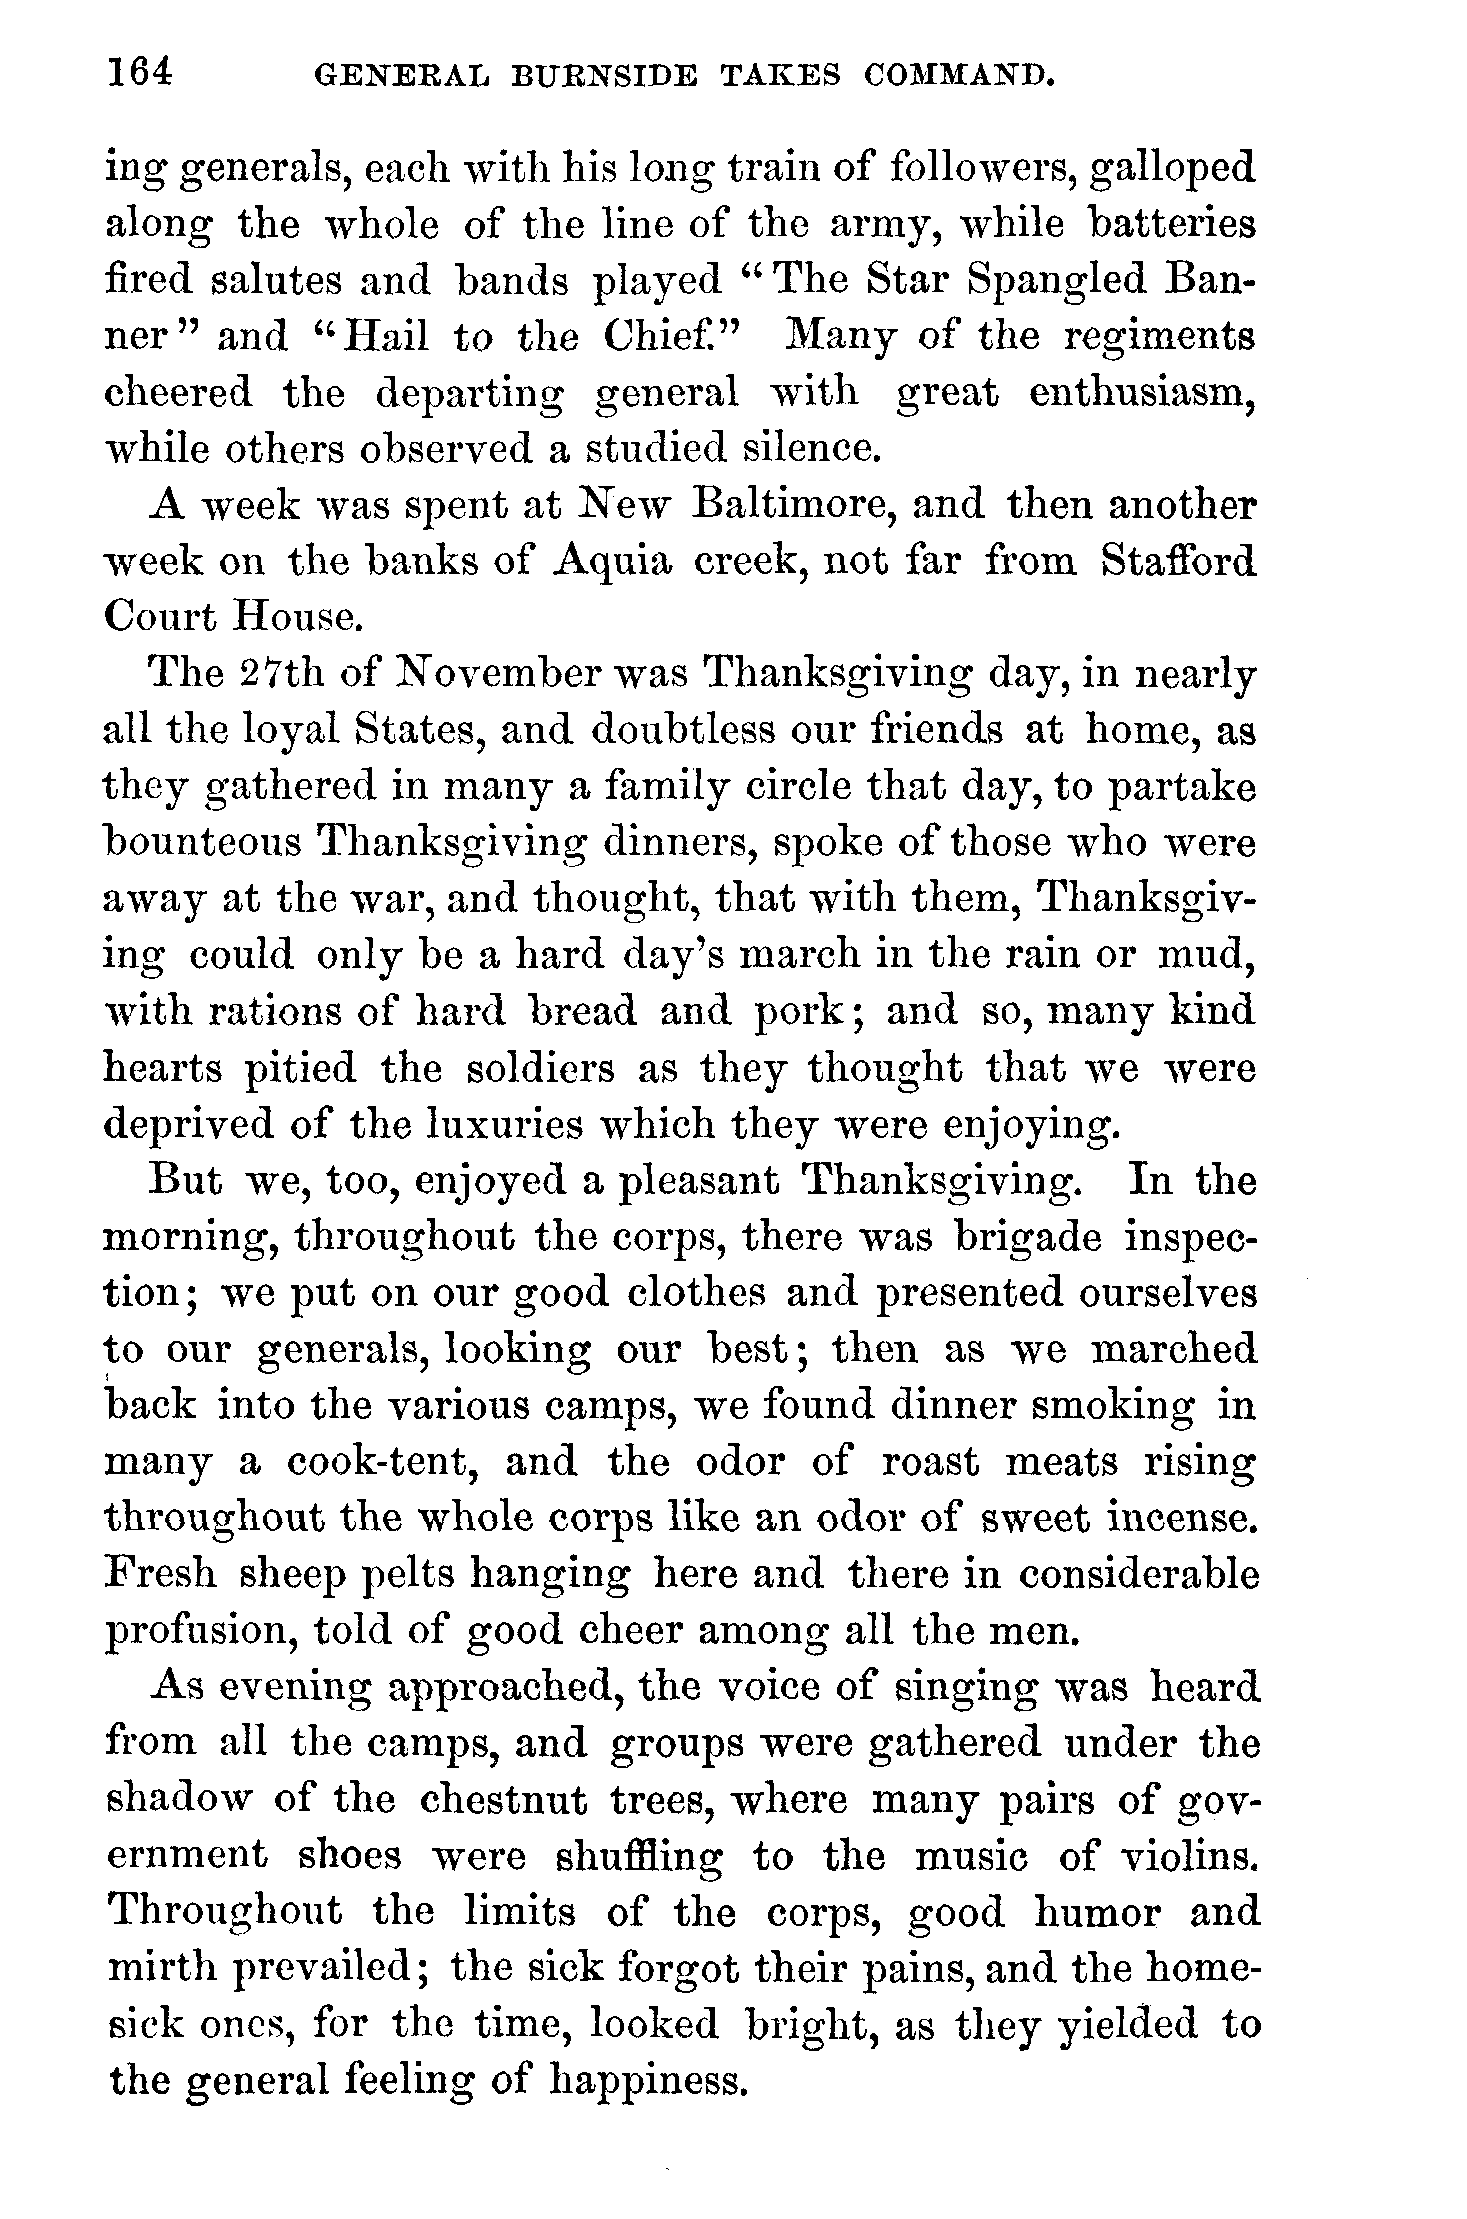 164 GENERAL BURNSIDE TAKES COMMAND.
ing generals, each with his long train of followers, galloped
along the whole of the line of the army, while batteries
fired salutes and bands played “The Star Spangled Ban-
ner” and “Hail to the Chief.” Many of the regiments
cheered the departing general with great enthusiasm,
while others observed a studied silence.
A week was spent at New Baltimore, and then another
week on the banks of Aquia creek, not far from Stafford
Court House.
The 27th of November was Thanksgiving day, in nearly
all the loyal States, and doubtless our friends at home, as
they gathered in many a family circle that day, to partake
bounteous Thanksgiving dinners, spoke of those who were
away at the war, and thought, that with them, Thanksgiv-
ing could only be a hard day’s march in the rain or mud,
with rations of hard bread and pork; and so, many kind
hearts pitied the soldiers as they thought that we were
deprived of the luxuries which they were enjoying.
But we, too, enjoyed a pleasant Thanksgiving. In the
morning, throughout the corps, there was brigade inspec-
tion; we put on our good clothes and presented ourselves
to our generals, looking our best; then as we marched
back into the various camps, we found dinner smoking in
many a cook-tent, and the odor of roast meats rising
throughout the whole corps like an odor of sweet incense.
Fresh sheep pelts hanging here and there in considerable
profusion, told of good cheer among all the men.
As evening approached, the voice of singing was heard
from all the camps, and groups were gathered under the
shadow of the chestnut trees, where many pairs of gov-
ernment shoes were shuffling to the music of violins.
Throughout the limits of the corps, good humor and
mirth prevailed; the sick forgot their pains, and the home-
sick ones, for the time, looked bright, as they yielded to
the general feeling of happiness.